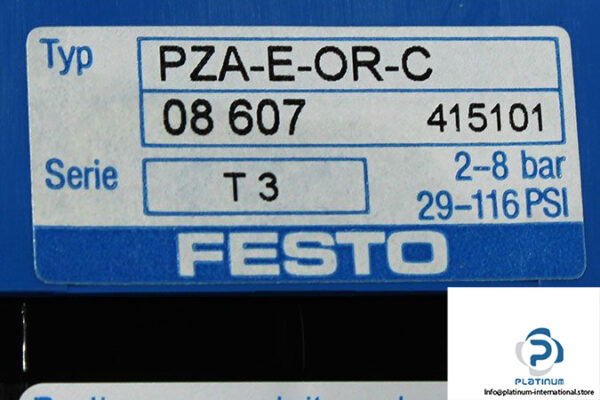 Typ PZA-E-OR-C
08 607 415101
Serie T 3 2-8 bar
29-116 PSI
FESTO
PLATINUM
Info@platinum-international.store